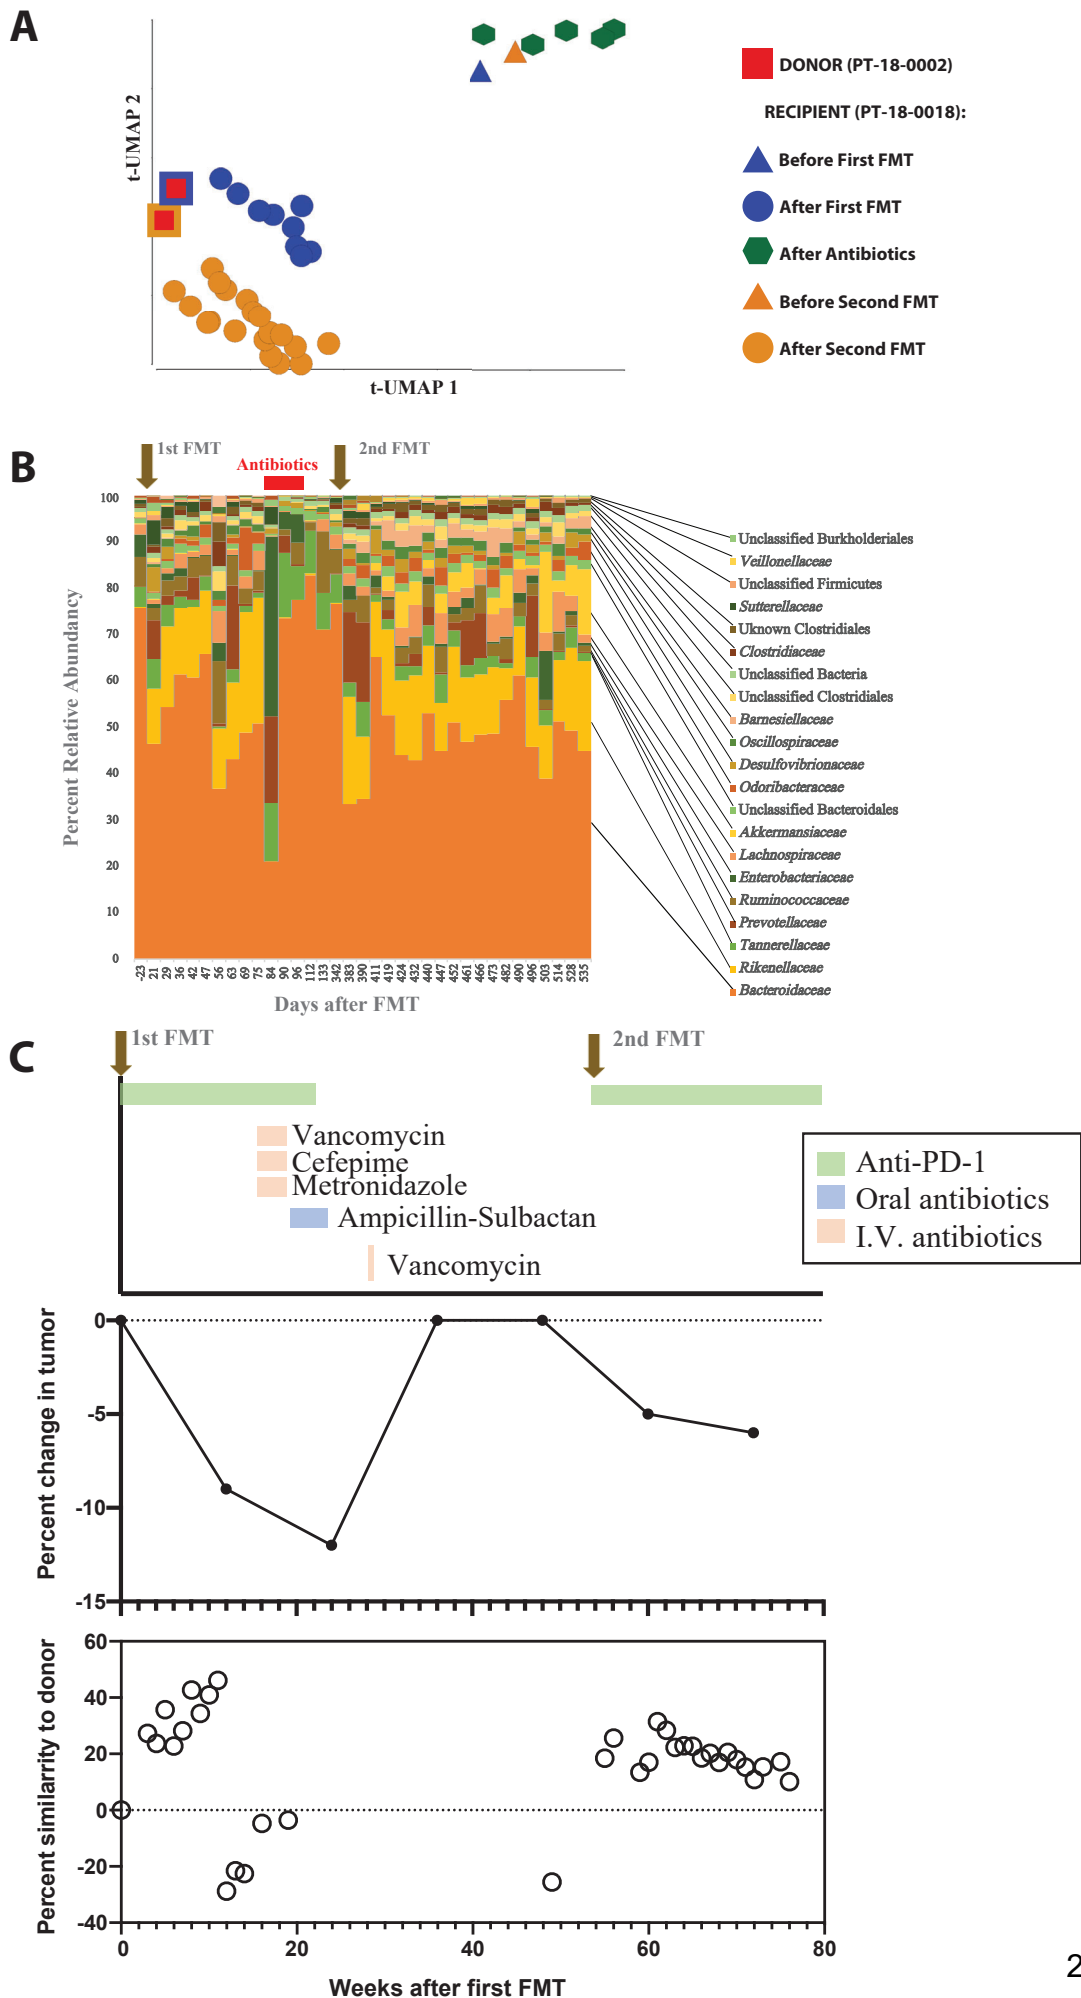 A
t-UMAP 2
t-UMAP 1
DONOR (PT-18-0002)
RECIPIENT (PT-18-0018):
Before First FMT
After First FMT
After Antibiotics
Before Second FMT
After Second FMT
B
1st FMT
Antibiotics
2nd FMT
Percent Relative Abundancy
100
90
80
70
60
50
40
30
20
10
0
-23 21 29 36 42 47 56 63 69 75 84 90 96 112 133 342 383 390 411 419 424 432 440 447 452 461 466 473 482 490 496 503 514 528 535
Days after FMT
Unclassified Burkholderiales
Veillonellaceae
Unclassified Firmicutes
Sutterellaceae
Uknown Clostridiales
Clostridiaceae
Unclassified Bacteria
Unclassified Clostridiales
Barnesiellaceae
Oscillospiraceae
Desulfovibrionaceae
Odoribacteraceae
Unclassified Bacteroidales
Akkermansiaceae
Lachnospiraceae
Enterobacteriaceae
Ruminococcaceae
Prevotellaceae
Tannerellaceae
Rikenellaceae
Bacteroidaceae
C
1st FMT
2nd FMT
Vancomycin
Cefepime
Metronidazole
Ampicillin-Sulbactan
Vancomycin
Anti-PD-1
Oral antibiotics
I.V. antibiotics
Percent change in tumor
0
-5
-10
-15
Percent similarrity to donor
60
40
20
0
-20
-40
0 20 40 60 80
Weeks after first FMT
2